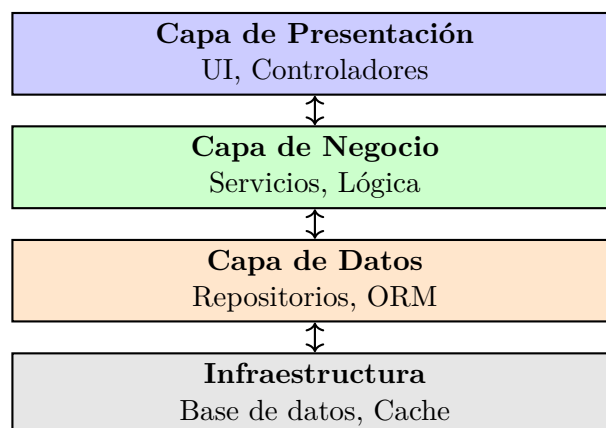 Capa de Presentación
UI, Controladores
Capa de Negocio
Servicios, Lógica
Capa de Datos
Repositorios, ORM
Infraestructura
Base de datos, Cache